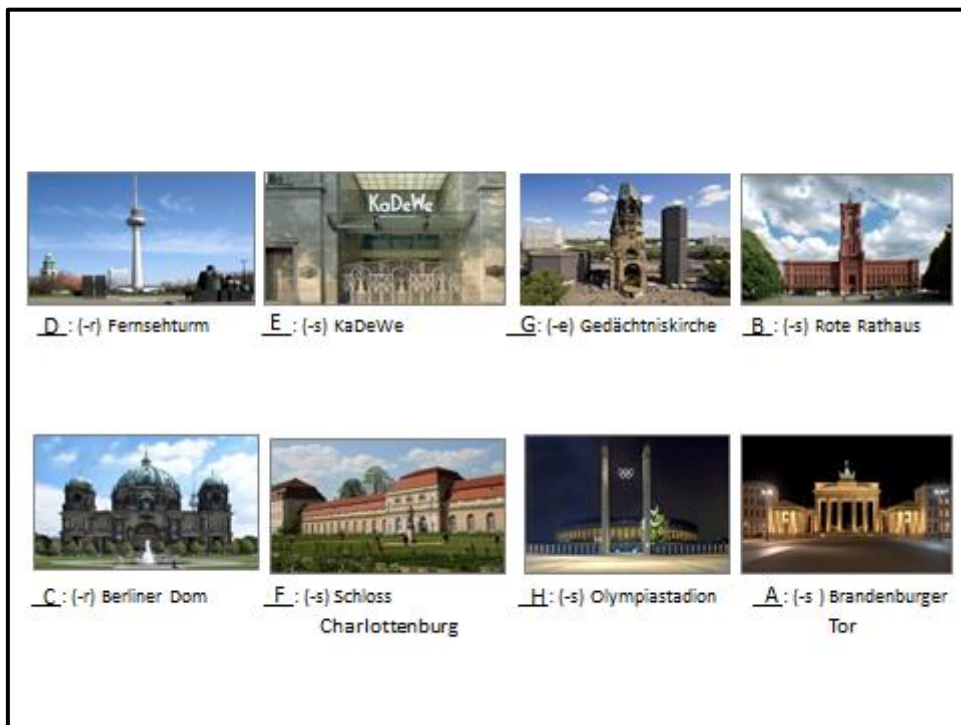 KaDeWe
D : (-r) Fernsehturm
E : (-s) KaDeWe
G: (-e) Gedächtniskirche
B : (-s) Rote Rathaus
C : (-r) Berliner Dom
F : (-s) Schloss
Charlottenburg
H : (-s) Olympiastadion
A : (-s ) Brandenburger
Tor